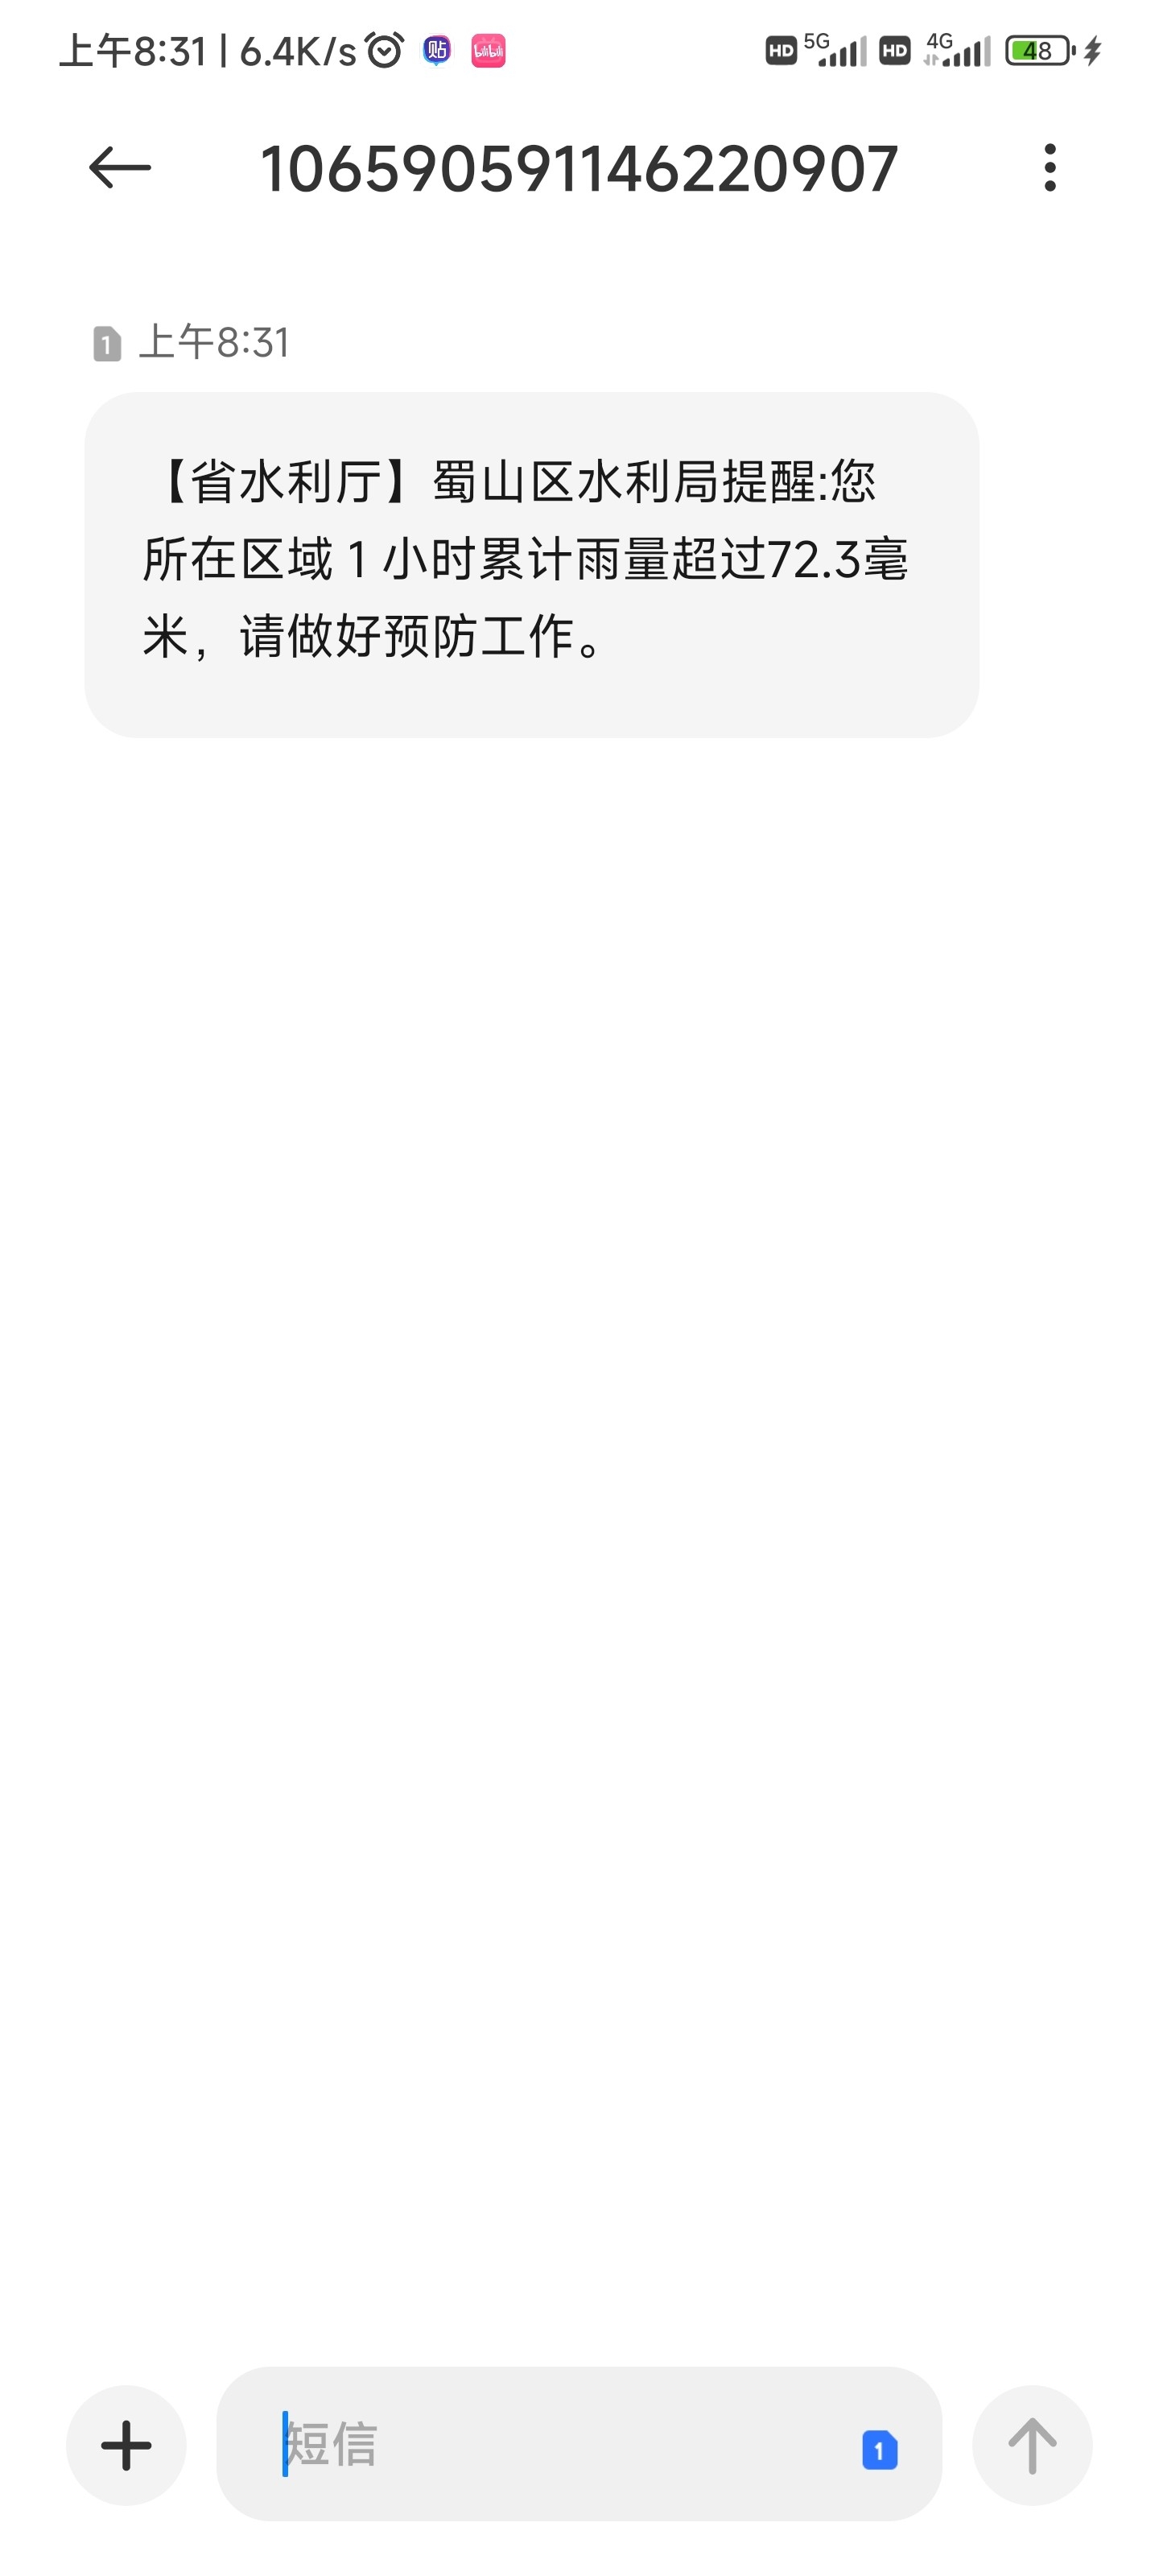 上午8:31 | 6.4K/s 贴 bilibili HD 5G HD 4G 48
106590591146220907
1 上午8:31
【省水利厅】蜀山区水利局提醒:您
所在区域 1 小时累计雨量超过72.3毫
米，请做好预防工作。
短信 1